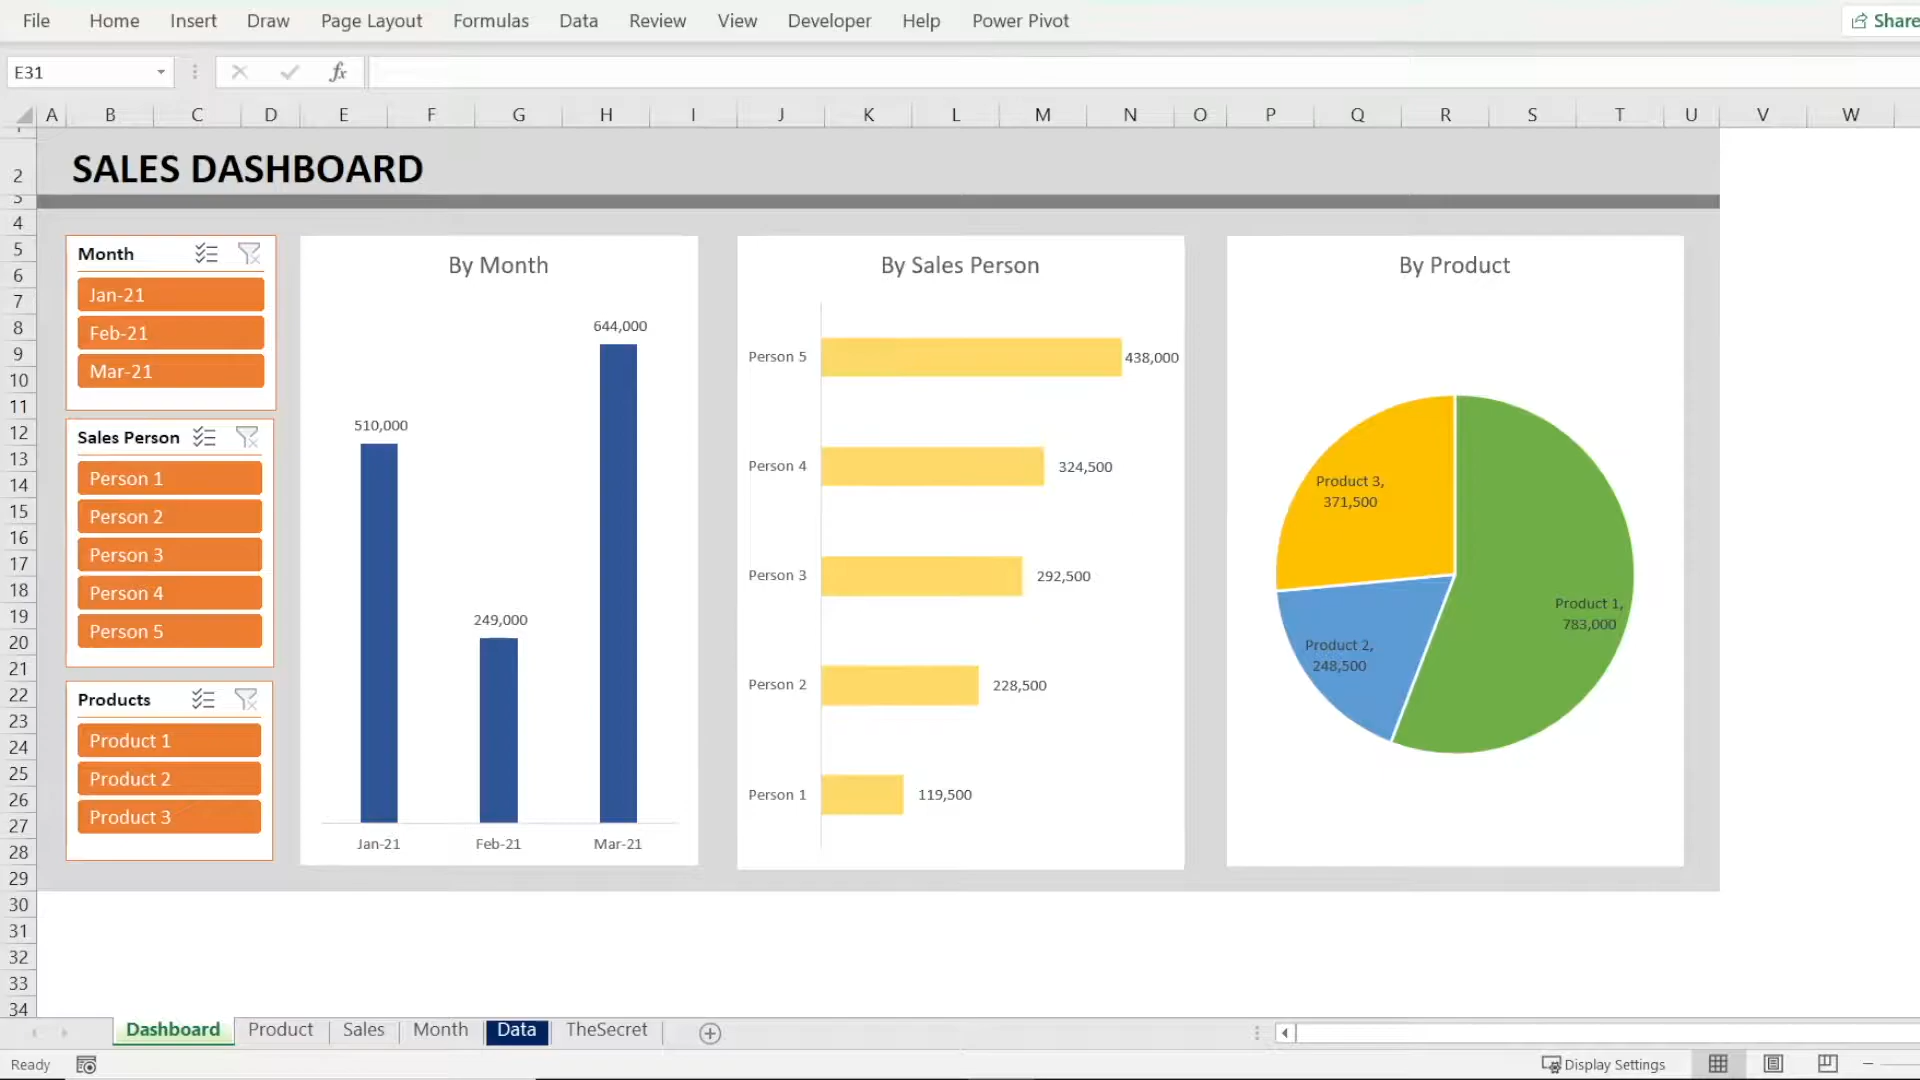 File Home Insert Draw Page Layout Formulas Data Review View Developer Help Power Pivot Share
E31 fx
A B C D E F G H I J K L M N O P Q R S T U V W
SALES DASHBOARD
2
3
4
5
6
7
8
9
10
11
12
13
14
15
16
17
18
19
20
21
22
23
24
25
26
27
28
29
30
31
32
33
34
Month
Jan-21
Feb-21
Mar-21
Sales Person
Person 1
Person 2
Person 3
Person 4
Person 5
Products
Product 1
Product 2
Product 3
By Month
644,000
510,000
249,000
Jan-21 Feb-21 Mar-21
By Sales Person
Person 5 438,000
Person 4 324,500
Person 3 292,500
Person 2 228,500
Person 1 119,500
By Product
Product 3,
371,500
Product 1,
783,000
Product 2,
248,500
Dashboard Product Sales Month Data TheSecret
Ready Display Settings